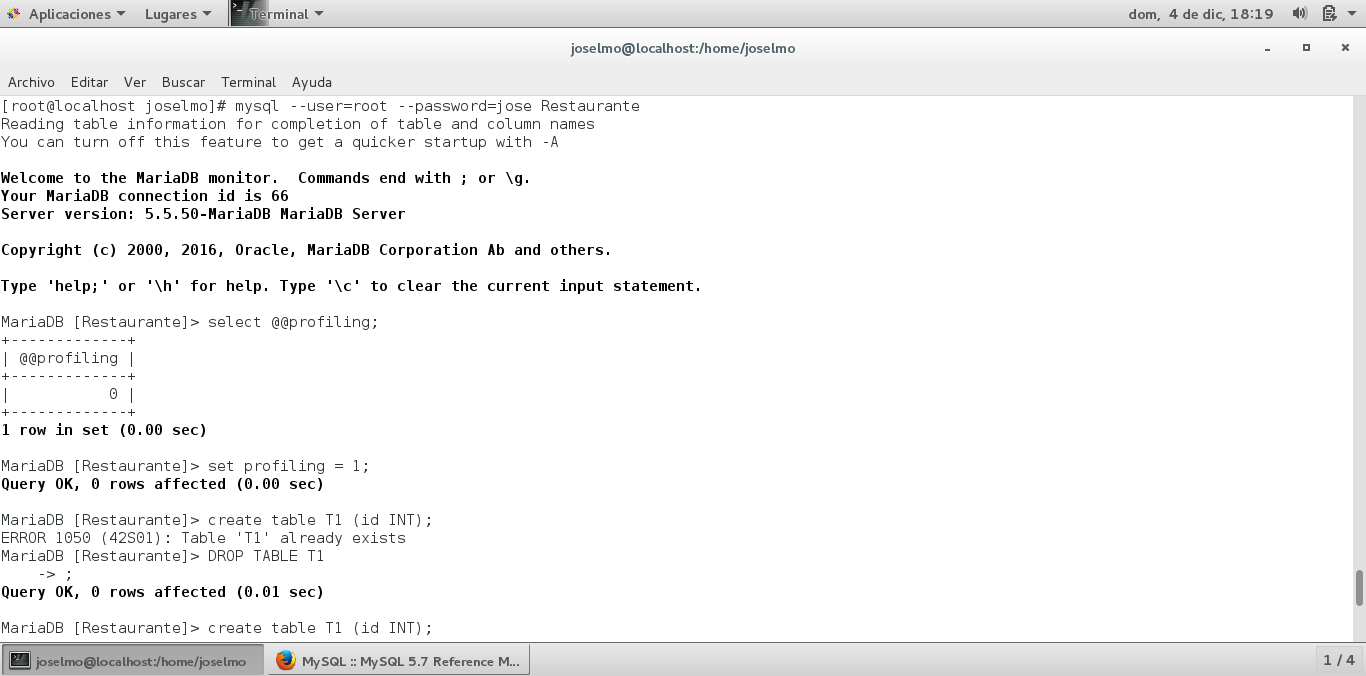 Aplicaciones Lugares Terminal dom, 4 de dic, 18:19
joselmo@localhost:/home/joselmo
Archivo Editar Ver Buscar Terminal Ayuda
[root@localhost joselmo]# mysql --user=root --password=jose Restaurante
Reading table information for completion of table and column names
You can turn off this feature to get a quicker startup with -A
Welcome to the MariaDB monitor.  Commands end with ; or \g.
Your MariaDB connection id is 66
Server version: 5.5.50-MariaDB MariaDB Server
Copyright (c) 2000, 2016, Oracle, MariaDB Corporation Ab and others.
Type 'help;' or '\h' for help. Type '\c' to clear the current input statement.
MariaDB [Restaurante]> select @@profiling;
+-------------+
| @@profiling |
+-------------+
|           0 |
+-------------+
1 row in set (0.00 sec)
MariaDB [Restaurante]> set profiling = 1;
Query OK, 0 rows affected (0.00 sec)
MariaDB [Restaurante]> create table T1 (id INT);
ERROR 1050 (42S01): Table 'T1' already exists
MariaDB [Restaurante]> DROP TABLE T1
    -> ;
Query OK, 0 rows affected (0.01 sec)
MariaDB [Restaurante]> create table T1 (id INT);
joselmo@localhost:/home/joselmo MySQL :: MySQL 5.7 Reference M... 1 / 4